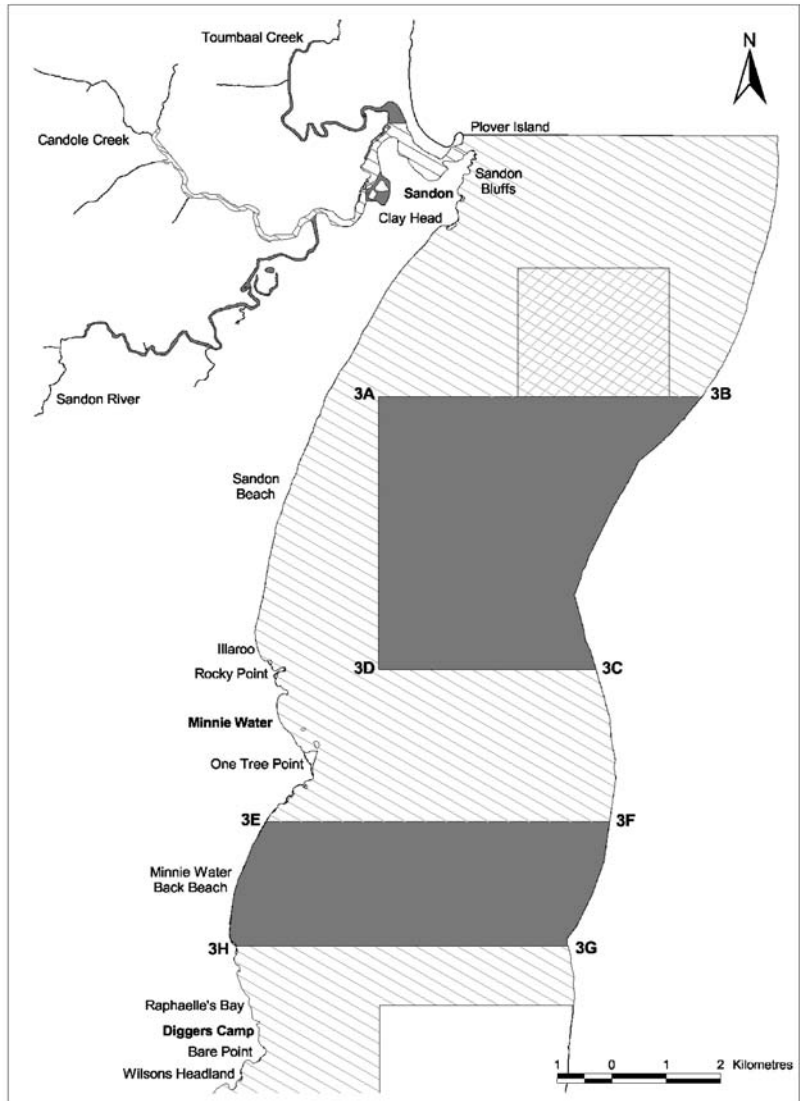 Toumbaal Creek
N
Candole Creek
Plover Island
Sandon
Bluffs
Sandon
Clay Head
3A
3B
Sandon River
Sandon
Beach
Illaroo
Rocky Point
3D
3C
Minnie Water
One Tree Point
3E
3F
Minnie Water
Back Beach
3H
3G
Raphaelle's Bay
Diggers Camp
Bare Point
Wilsons Headland
1 0 1 2 Kilometres